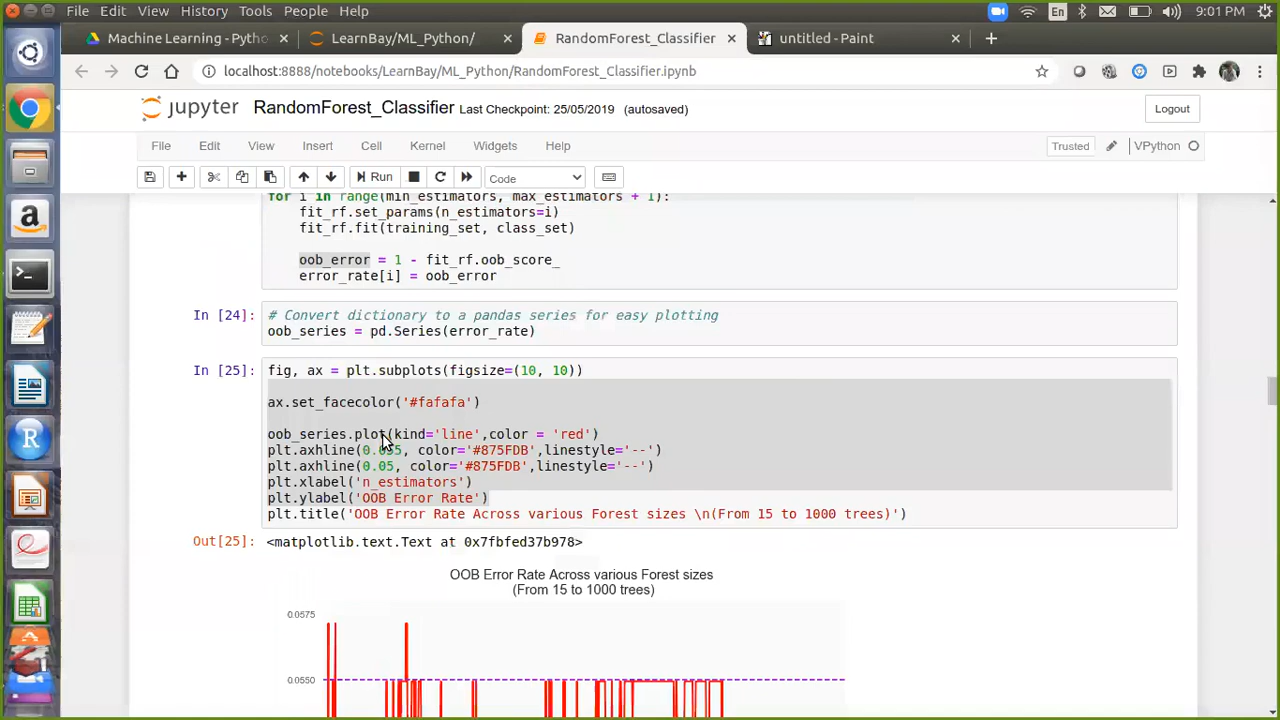 File Edit View History Tools People Help
En
9:01 PM
Machine Learning - Pytho
LearnBay/ML_Python/
RandomForest_Classifier
untitled - Paint
localhost:8888/notebooks/LearnBay/ML_Python/RandomForest_Classifier.ipynb
jupyter RandomForest_Classifier Last Checkpoint: 25/05/2019 (autosaved)
Logout
File Edit View Insert Cell Kernel Widgets Help
Trusted
VPython
Run
Code
for i in range(min_estimators, max_estimators + 1):
fit_rf.set_params(n_estimators=i)
fit_rf.fit(training_set, class_set)
oob_error = 1 - fit_rf.oob_score_
error_rate[i] = oob_error
In [24]: # Convert dictionary to a pandas series for easy plotting
oob_series = pd.Series(error_rate)
In [25]: fig, ax = plt.subplots(figsize=(10, 10))
ax.set_facecolor('#fafafa')
oob_series.plot(kind='line',color = 'red')
plt.axhline(0.055, color='#875FDB',linestyle='--')
plt.axhline(0.05, color='#875FDB',linestyle='--')
plt.xlabel('n_estimators')
plt.ylabel('OOB Error Rate')
plt.title('OOB Error Rate Across various Forest sizes \n(From 15 to 1000 trees)')
Out[25]: <matplotlib.text.Text at 0x7fbfed37b978>
OOB Error Rate Across various Forest sizes
(From 15 to 1000 trees)
0.0575
0.0550